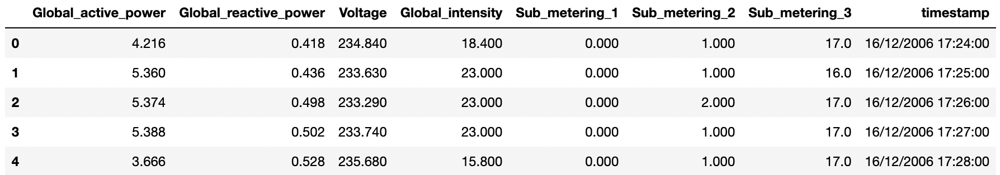 Global_active_power Global_reactive_power Voltage Global_intensity Sub_metering_1 Sub_metering_2 Sub_metering_3 timestamp
0 4.216 0.418 234.840 18.400 0.000 1.000 17.0 16/12/2006 17:24:00
1 5.360 0.436 233.630 23.000 0.000 1.000 16.0 16/12/2006 17:25:00
2 5.374 0.498 233.290 23.000 0.000 2.000 17.0 16/12/2006 17:26:00
3 5.388 0.502 233.740 23.000 0.000 1.000 17.0 16/12/2006 17:27:00
4 3.666 0.528 235.680 15.800 0.000 1.000 17.0 16/12/2006 17:28:00